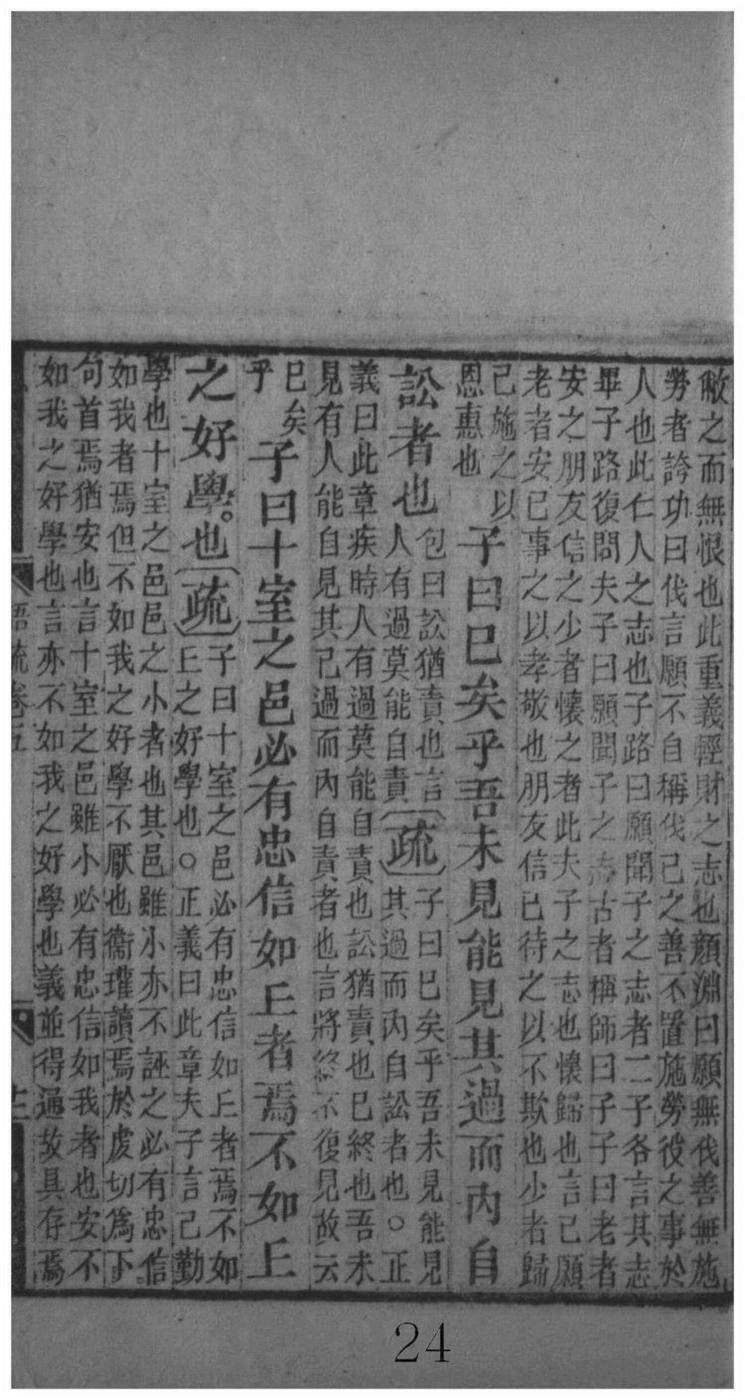 敝之而無恨也此重義輕財之志也顏淵曰願無伐善無施
勞者誇功曰伐言願不自稱伐己之善不置施勞役之事於
人也此仁人之志也子路曰願聞子之志者二子各言其志
畢子路復問夫子曰願聞子之志古者稱師曰子子曰老者
安之朋友信之少者懷之者此夫子之志也懷歸也言己願
老者安已事之以孝敬也朋友信已待之以不欺也少者歸
己施之以
恩惠也
子曰已矣乎吾未見能見其過而內自
訟者也
包曰訟猶責也言
人有過莫能自責
疏
子曰已矣乎吾未見能見
其過而內自訟者也○正
義曰此章疾時人有過莫能自責也訟猶責也已終也吾未
見有人能自見其己過而內自責者也言將終不復見故云
已矣
乎
子曰十室之邑必有忠信如丘者焉不如丘
之好學。也
疏
子曰十室之邑必有忠信如丘者焉不如
丘之好學也○正義曰此章夫子言己勤
學也十室之邑邑之小者也其邑雖小亦不誣之必有忠信
如我者焉但不如我之好學不厭也衞瓘讀焉於虔切爲下
句首焉猶安也言十室之邑雖小必有忠信如我者也安不
如我之好學也言亦不如我之好學也義並得通故具存焉
語疏卷五
24